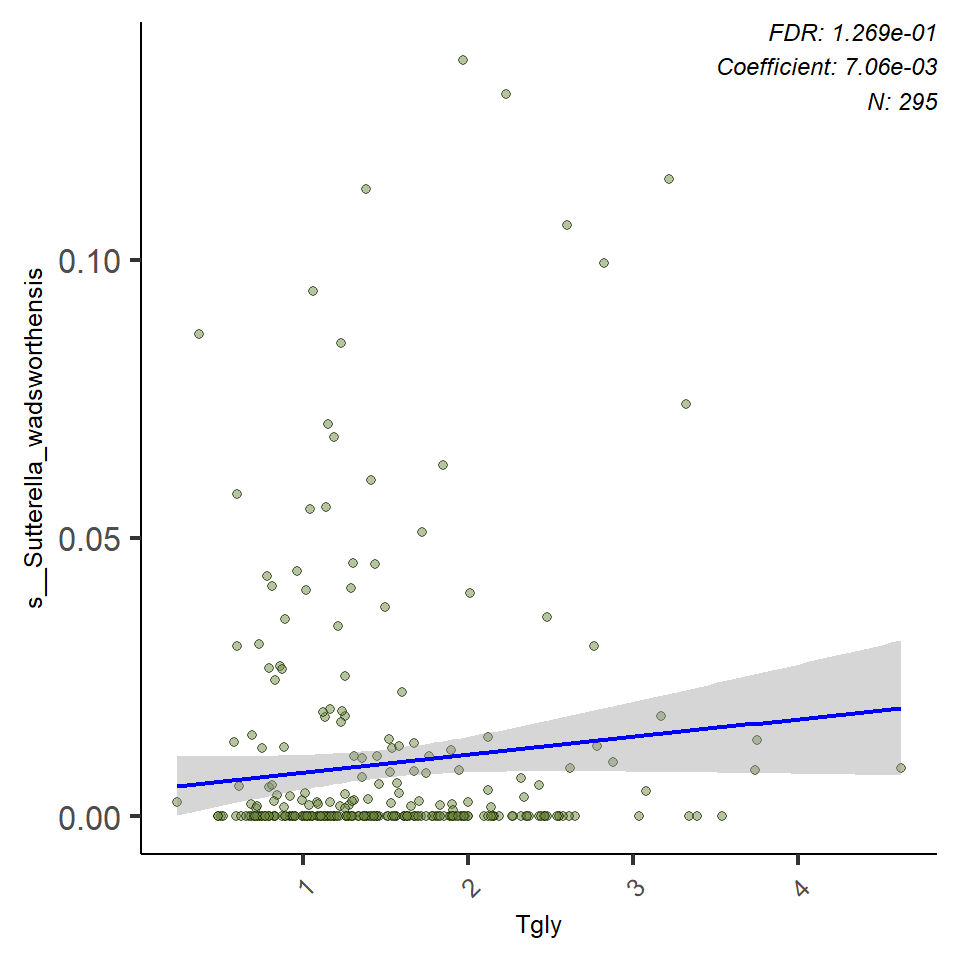 FDR: 1.269e-01
Coefficient: 7.06e-03
N: 295
s__Sutterella_wadsworthensis
0.10
0.05
0.00
1
2
3
4
Tgly